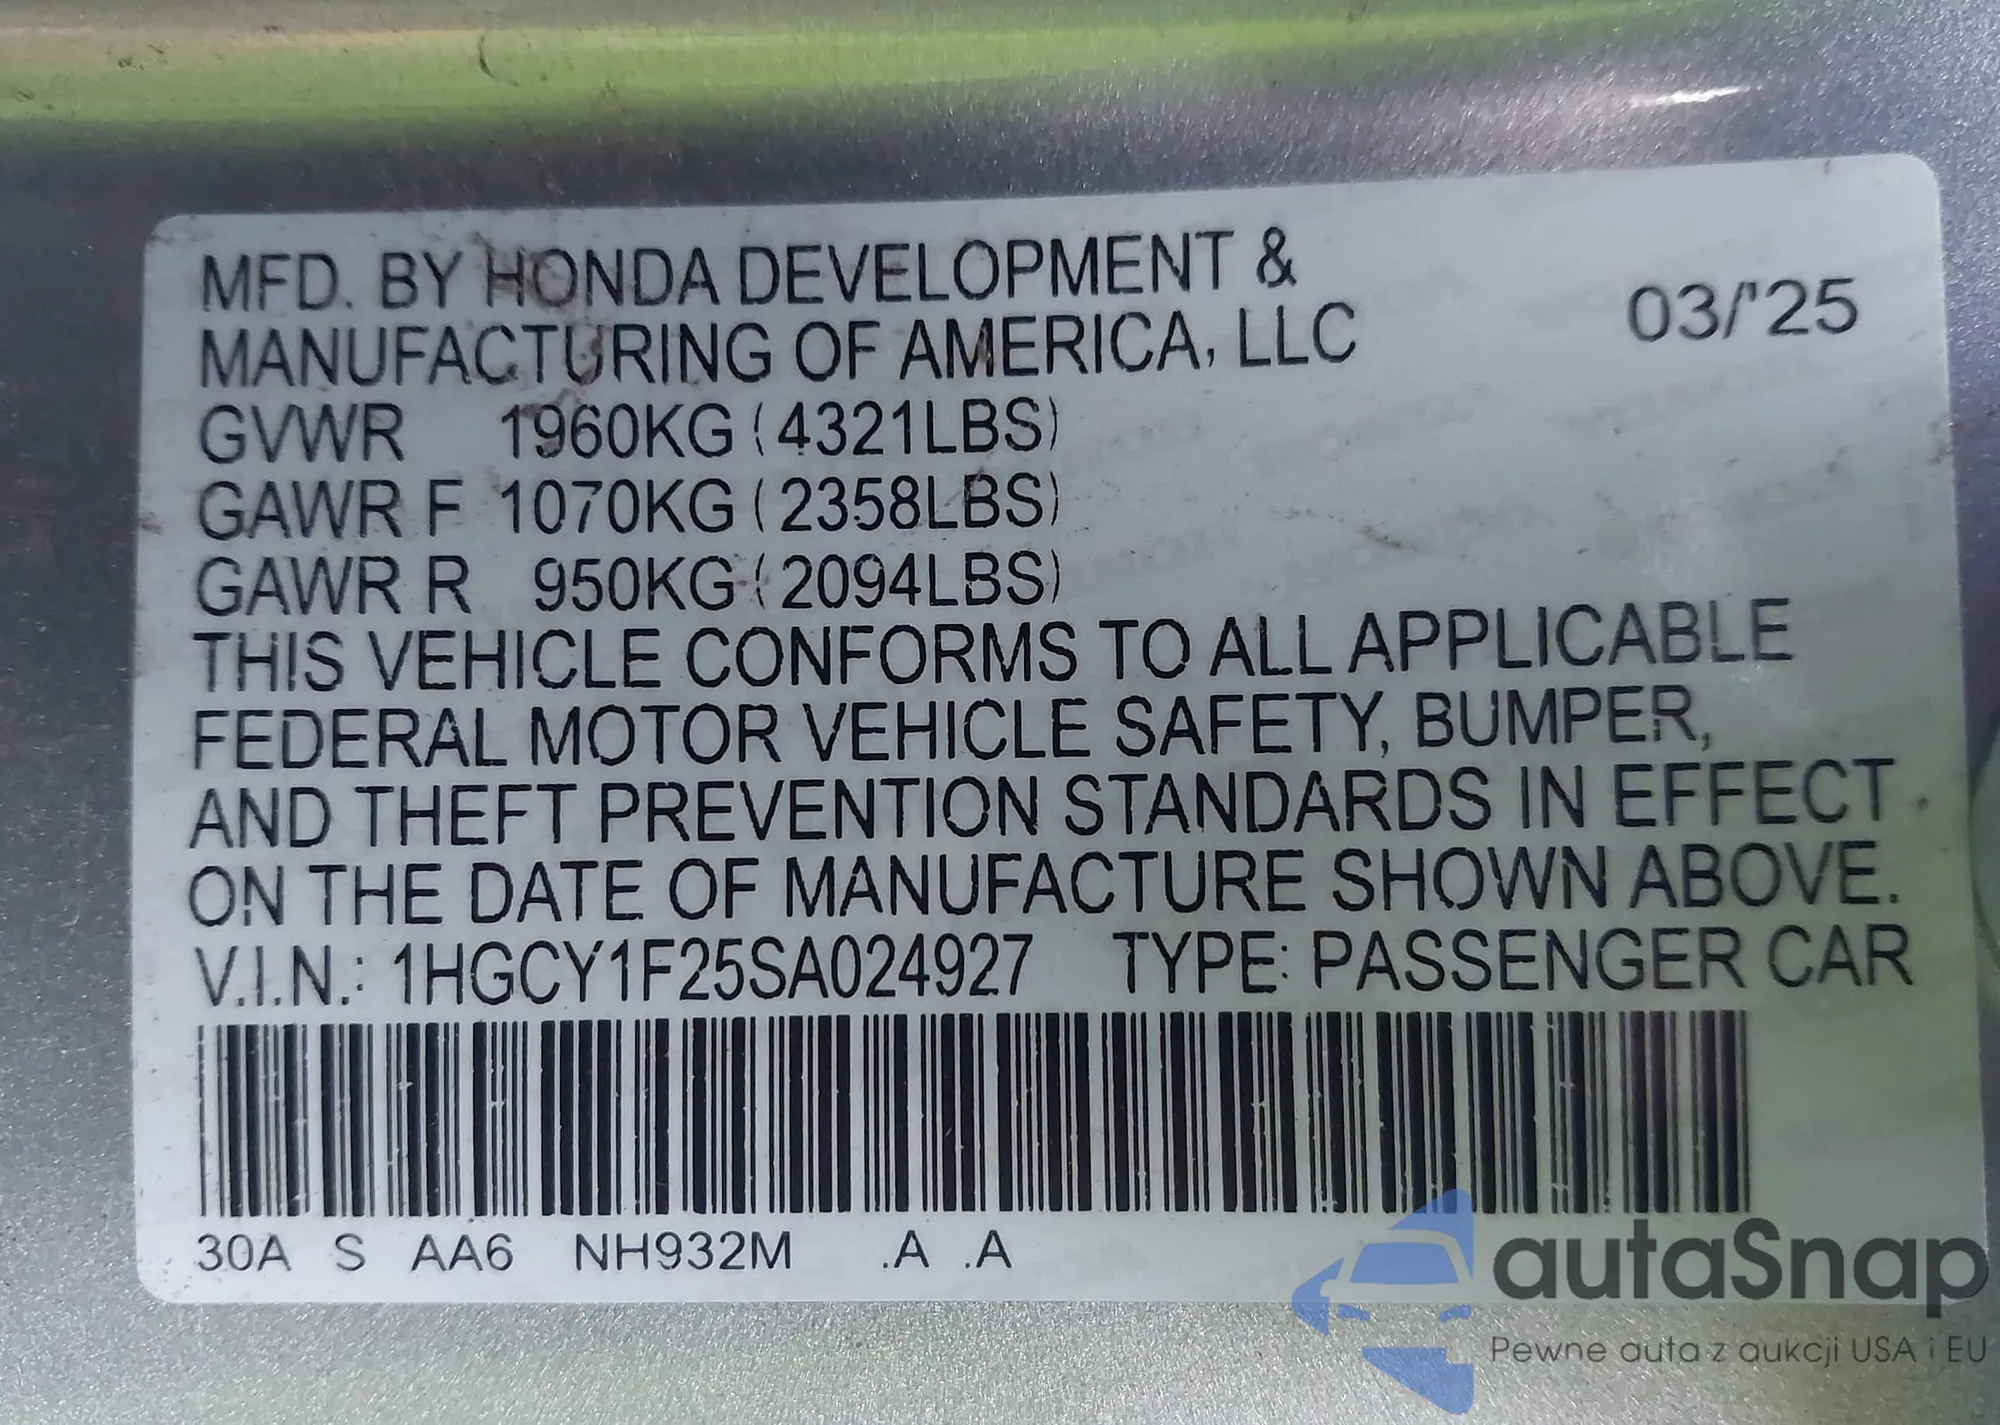 MFD. BY HONDA DEVELOPMENT &
MANUFACTURING OF AMERICA, LLC
03/'25
GVWR 1960KG (4321LBS)
GAWR F 1070KG (2358LBS)
GAWR R 950KG (2094LBS)
THIS VEHICLE CONFORMS TO ALL APPLICABLE
FEDERAL MOTOR VEHICLE SAFETY, BUMPER,
AND THEFT PREVENTION STANDARDS IN EFFECT
ON THE DATE OF MANUFACTURE SHOWN ABOVE.
V.I.N.: 1HGCY1F25SA024927 TYPE: PASSENGER CAR
30A S AA6 NH932M .A .A
autaSnap
Pewne auta z aukcji USA i EU